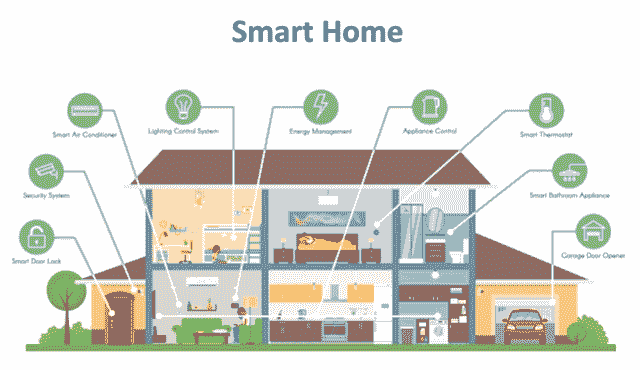 Smart Home
Smart Air Conditioner
Lighting Control System
Energy Management
Appliance Control
Smart Thermostat
Security System
Smart Bathroom Appliance
Smart Door Lock
Garage Door Opener